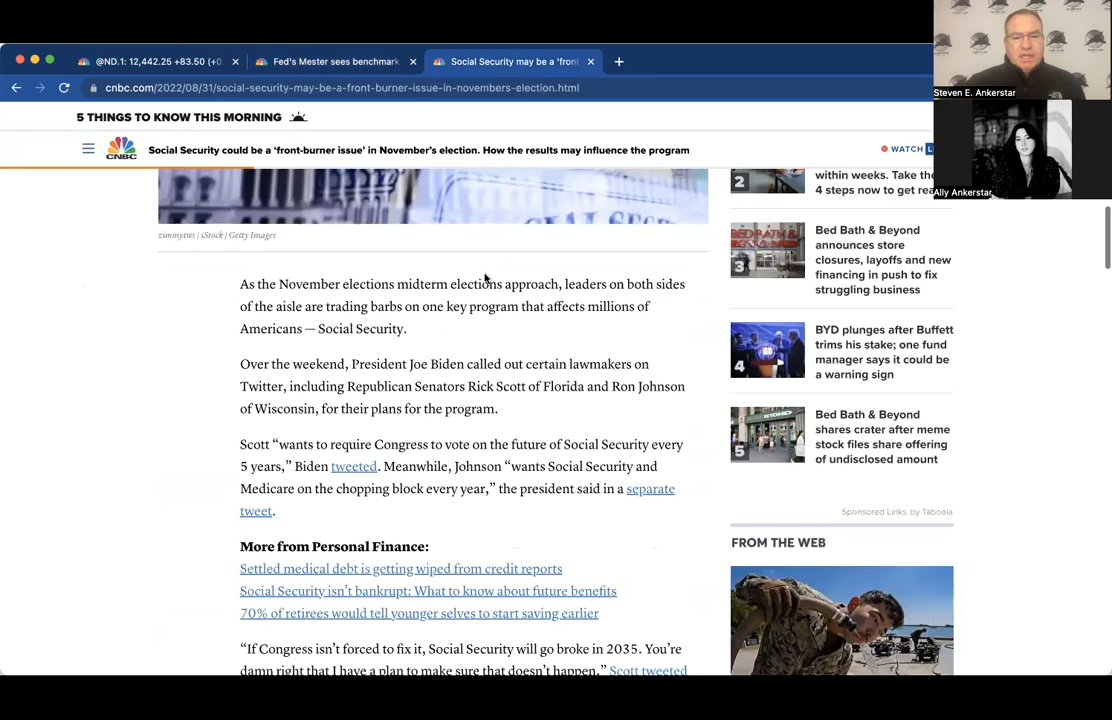 @ND.1: 12,442.25 +83.50 (+0.
Fed's Mester sees benchmark
Social Security may be a 'front
cnbc.com/2022/08/31/social-security-may-be-a-front-burner-issue-in-novembers-election.html
Steven E. Ankerstar
5 THINGS TO KNOW THIS MORNING
CNBC
Social Security could be a ‘front-burner issue’ in November’s election. How the results may influence the program
WATCH
Ally Ankerstar
zimmytws | iStock | Getty Images
As the November elections midterm elections approach, leaders on both sides
of the aisle are trading barbs on one key program that affects millions of
Americans — Social Security.
Over the weekend, President Joe Biden called out certain lawmakers on
Twitter, including Republican Senators Rick Scott of Florida and Ron Johnson
of Wisconsin, for their plans for the program.
Scott “wants to require Congress to vote on the future of Social Security every
5 years,” Biden tweeted. Meanwhile, Johnson “wants Social Security and
Medicare on the chopping block every year,” the president said in a separate
tweet.
More from Personal Finance:
Settled medical debt is getting wiped from credit reports
Social Security isn’t bankrupt: What to know about future benefits
70% of retirees would tell younger selves to start saving earlier
“If Congress isn’t forced to fix it, Social Security will go broke in 2035. You’re
damn right that I have a plan to make sure that doesn’t happen,” Scott tweeted
2
within weeks. Take the
4 steps now to get
3
Bed Bath & Beyond
announces store
closures, layoffs and new
financing in push to fix
struggling business
4
BYD plunges after Buffett
trims his stake; one fund
manager says it could be
a warning sign
5
Bed Bath & Beyond
shares crater after meme
stock files share offering
of undisclosed amount
Sponsored Links by Taboola
FROM THE WEB